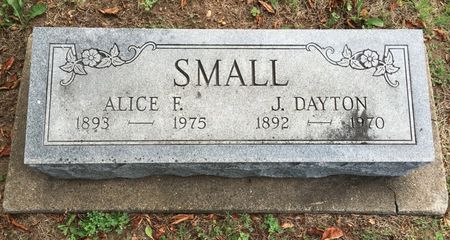 SMALL
ALICE F. J. DAYTON
1893 — 1975 1892 — 1970